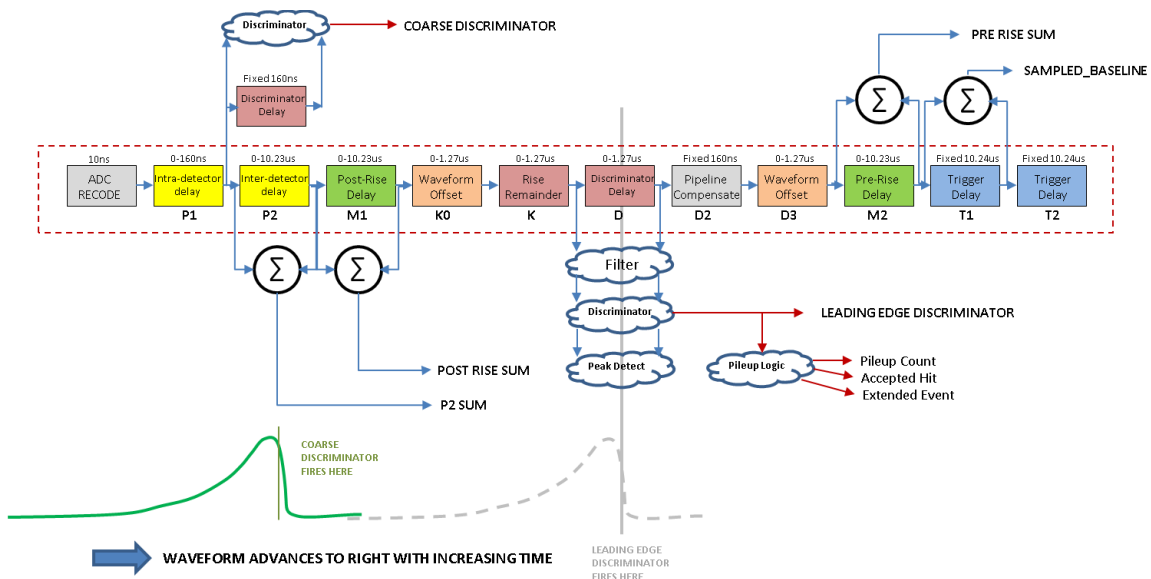 Discriminator
COARSE DISCRIMINATOR
PRE RISE SUM
SAMPLED_BASELINE
Fixed 160ns
Discriminator
Delay
Σ
Σ
10ns
0-160ns
0-10.23us
0-10.23us
0-1.27us
0-1.27us
0-1.27us
Fixed 160ns
0-1.27us
0-10.23us
Fixed 10.24us
Fixed 10.24us
ADC
RECODE
Intra-detector
delay
Inter-detector
delay
Post-Rise
Delay
Waveform
Offset
Rise
Remainder
Discriminator
Delay
Pipeline
Compensate
Waveform
Offset
Pre-Rise
Delay
Trigger
Delay
Trigger
Delay
P1
P2
M1
K0
K
D
D2
D3
M2
T1
T2
Σ
Σ
Filter
Discriminator
LEADING EDGE DISCRIMINATOR
Peak Detect
Pileup Logic
Pileup Count
Accepted Hit
Extended Event
POST RISE SUM
P2 SUM
COARSE
DISCRIMINATOR
FIRES HERE
WAVEFORM ADVANCES TO RIGHT WITH INCREASING TIME
LEADING EDGE
DISCRIMINATOR
FIRES HERE